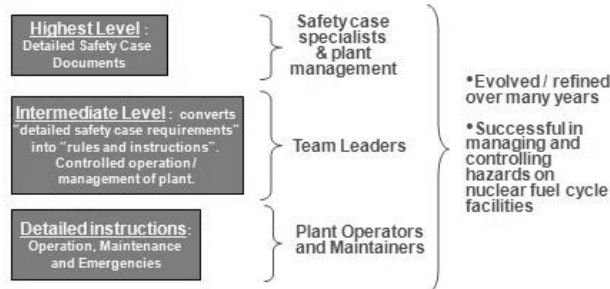 Highest Level :
Detailed Safety Case
Documents
Safety case
specialists
& plant
management
Intermediate Level : converts
"detailed safety case requirements"
into "rules and instructions".
Controlled operation /
management of plant.
Team Leaders
Detailed instructions:
Operation, Maintenance
and Emergencies
Plant Operators
and Maintainers
•Evolved / refined
over many years
•Successful in
managing and
controlling
hazards on
nuclear fuel cycle
facilities